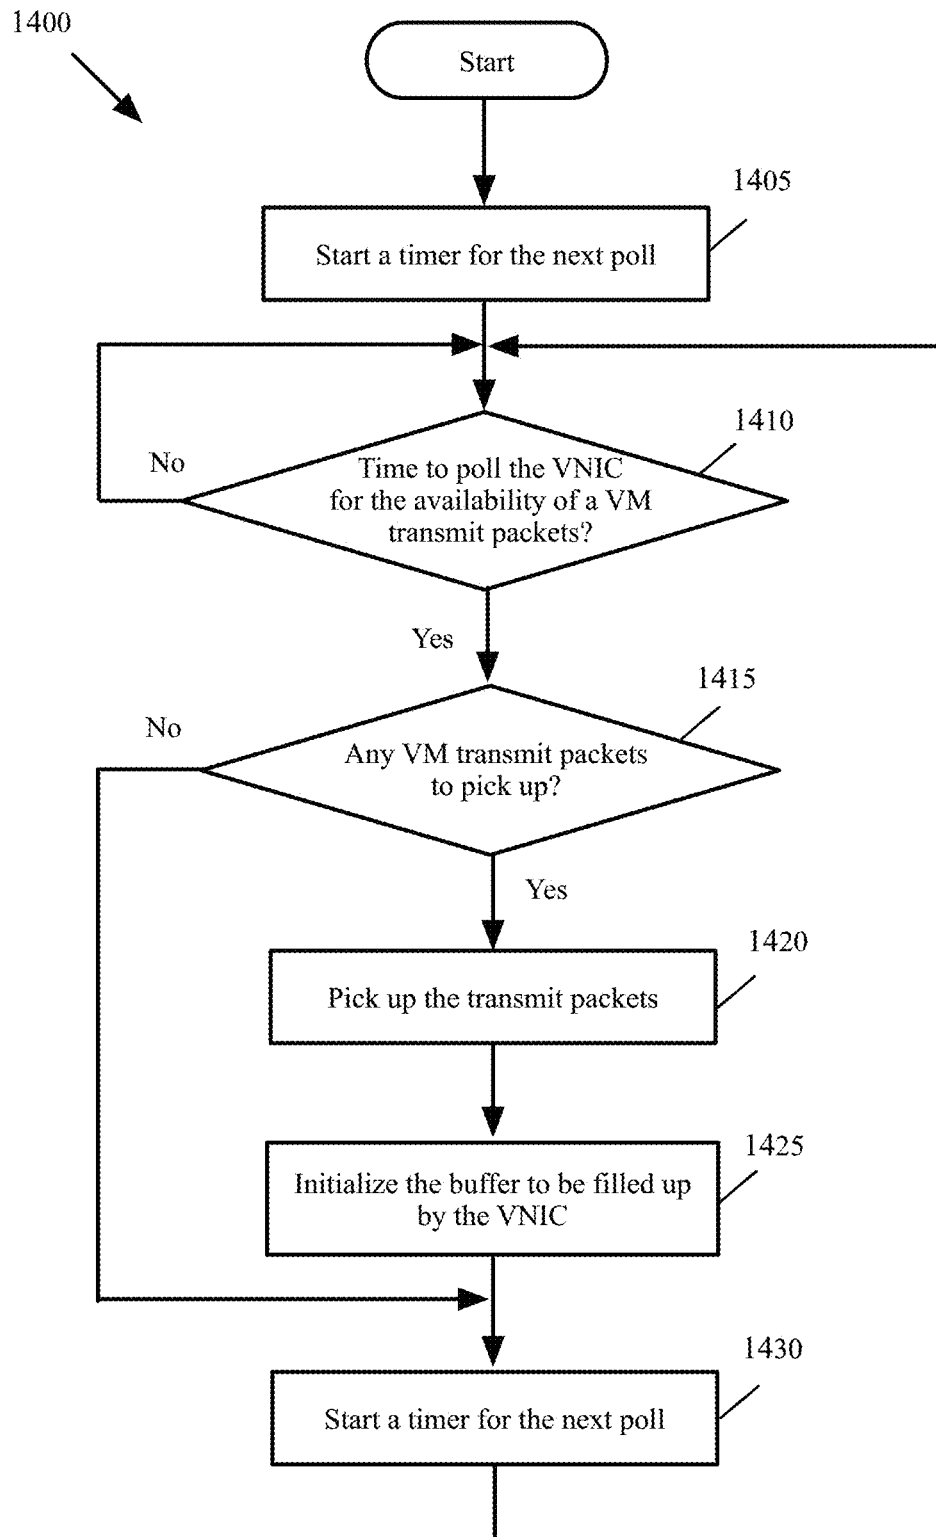 1400
Start
1405
Start a timer for the next poll
1410
No
Time to poll the VNIC
for the availability of a VM
transmit packets?
Yes
1415
No
Any VM transmit packets
to pick up?
Yes
1420
Pick up the transmit packets
1425
Initialize the buffer to be filled up
by the VNIC
1430
Start a timer for the next poll